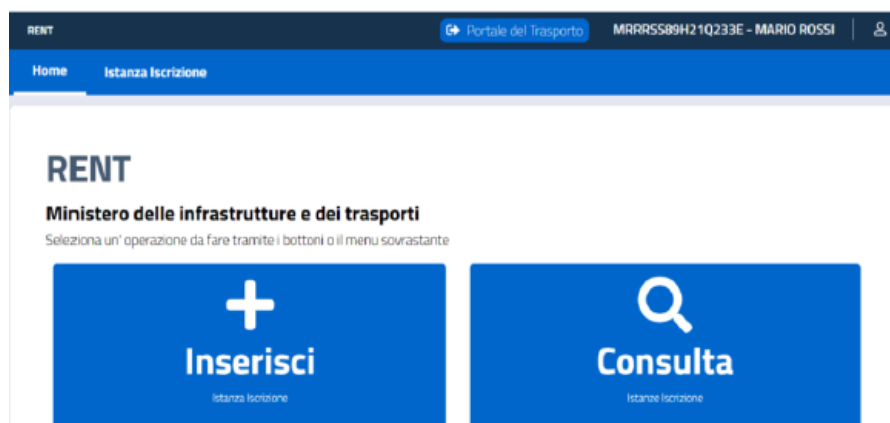 RENT Portale del Trasporto MRRRSS89H21Q233E - MARIO ROSSI
Home Istanza Iscrizione
RENT
Ministero delle infrastrutture e dei trasporti
Seleziona un' operazione da fare tramite i bottoni o il menu sovrastante
Inserisci
Istanza Iscrizione
Consulta
Istanze Iscrizione